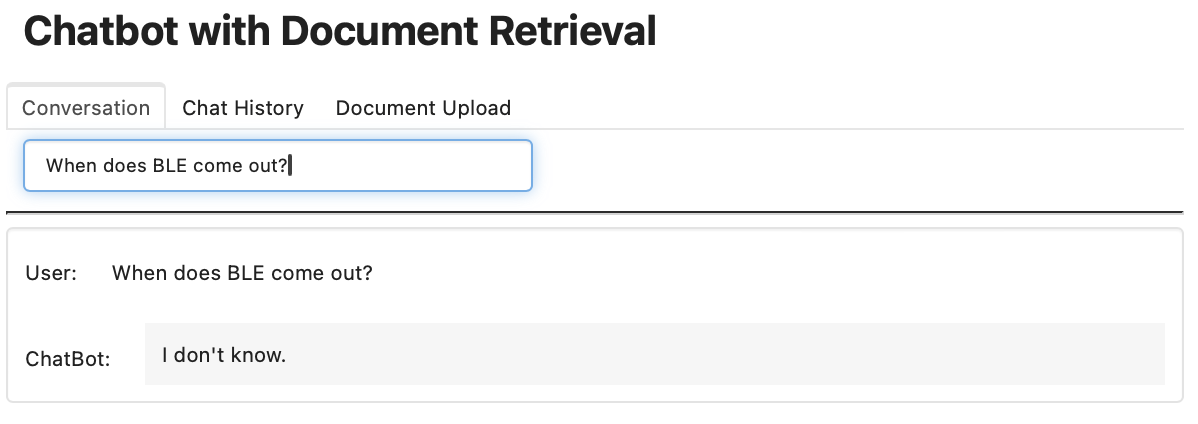 Chatbot with Document Retrieval
Conversation Chat History Document Upload
When does BLE come out?
User: When does BLE come out?
ChatBot: I don't know.